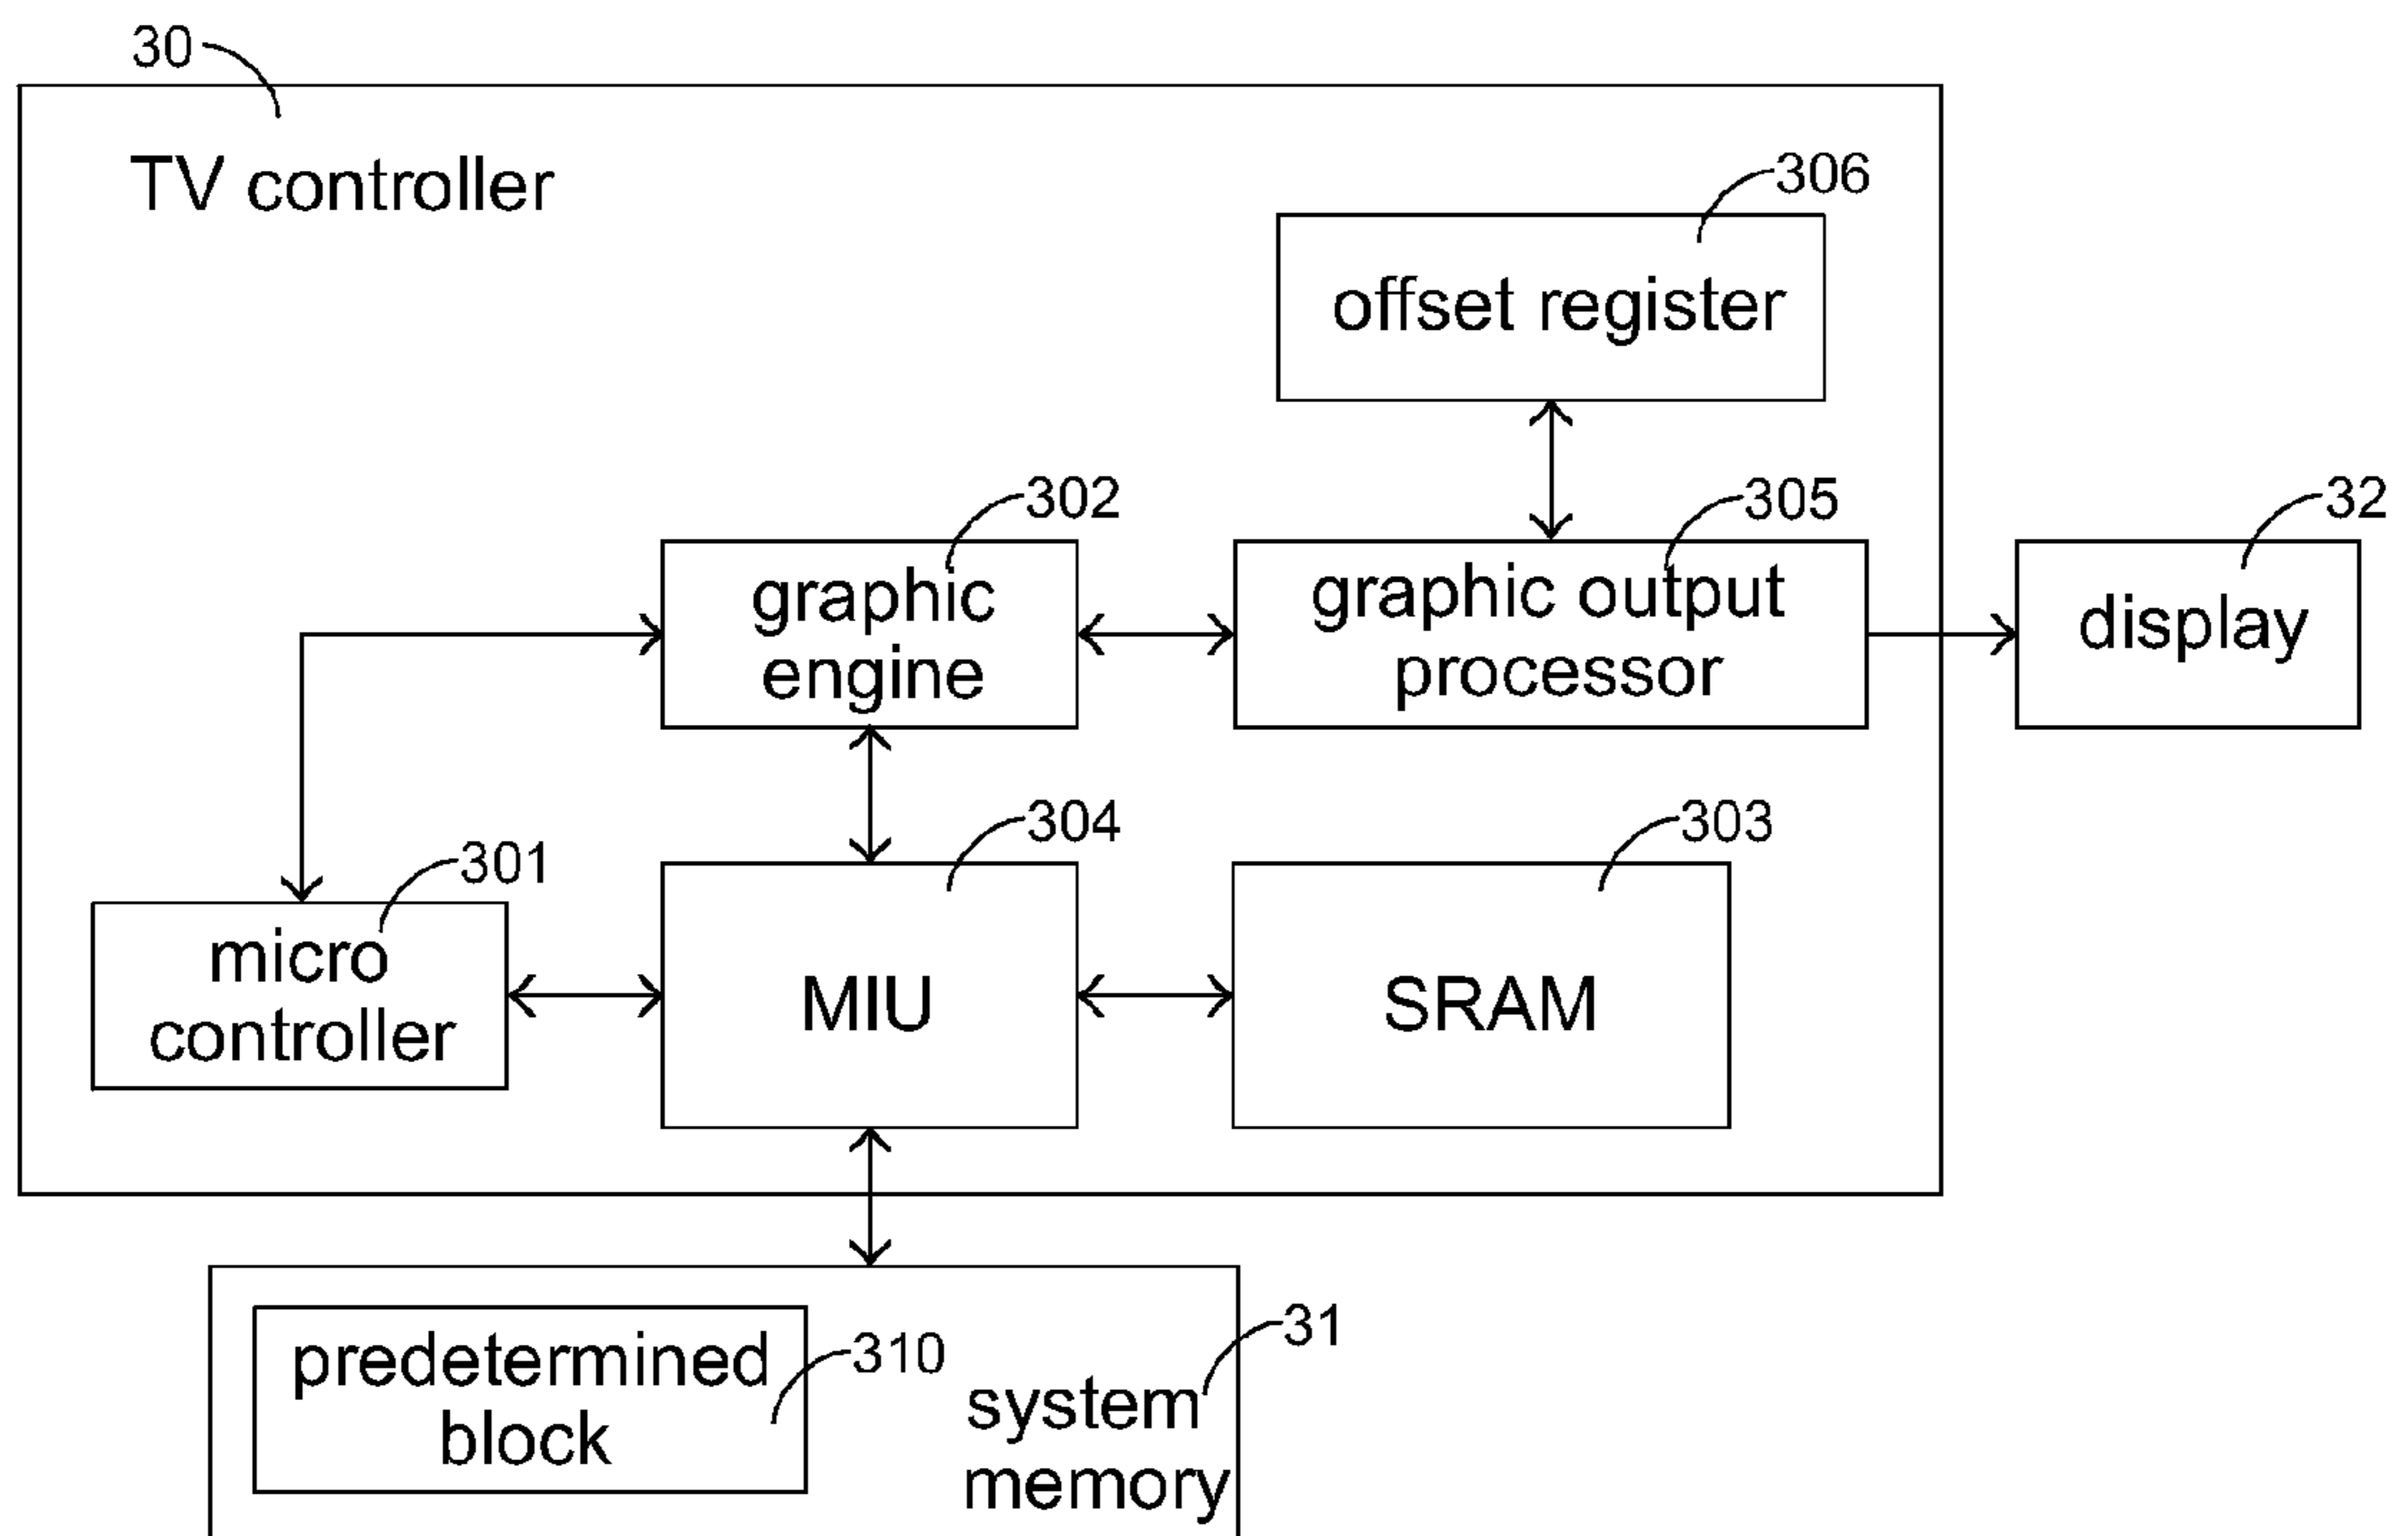 30
TV controller
306
offset register
302
305
32
graphic
engine
graphic output
processor
display
304
303
301
micro
controller
MIU
SRAM
31
310
predetermined
block
system
memory